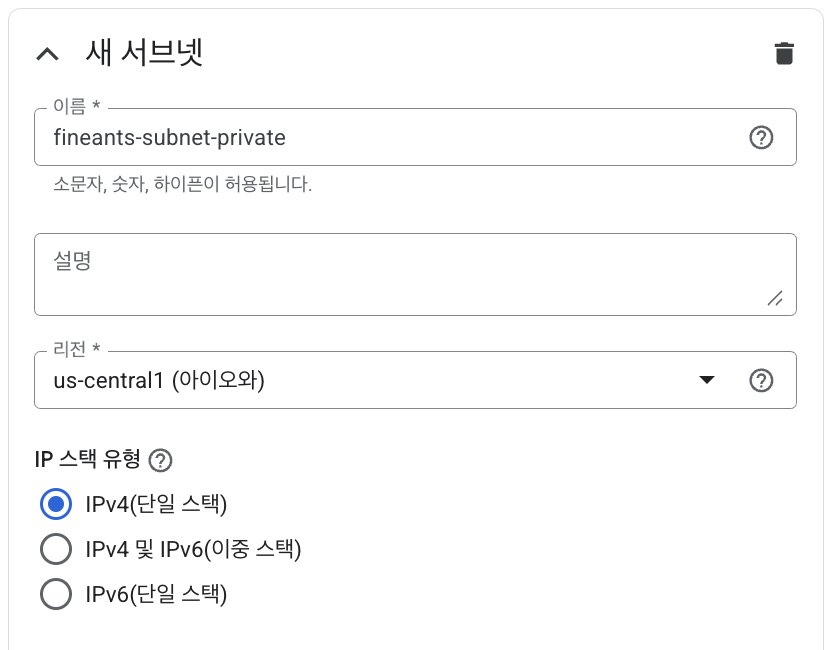 새 서브넷
이름 *
fineants-subnet-private
소문자, 숫자, 하이픈이 허용됩니다.
설명
리전 *
us-central1 (아이오와)
IP 스택 유형
IPv4(단일 스택)
IPv4 및 IPv6(이중 스택)
IPv6(단일 스택)